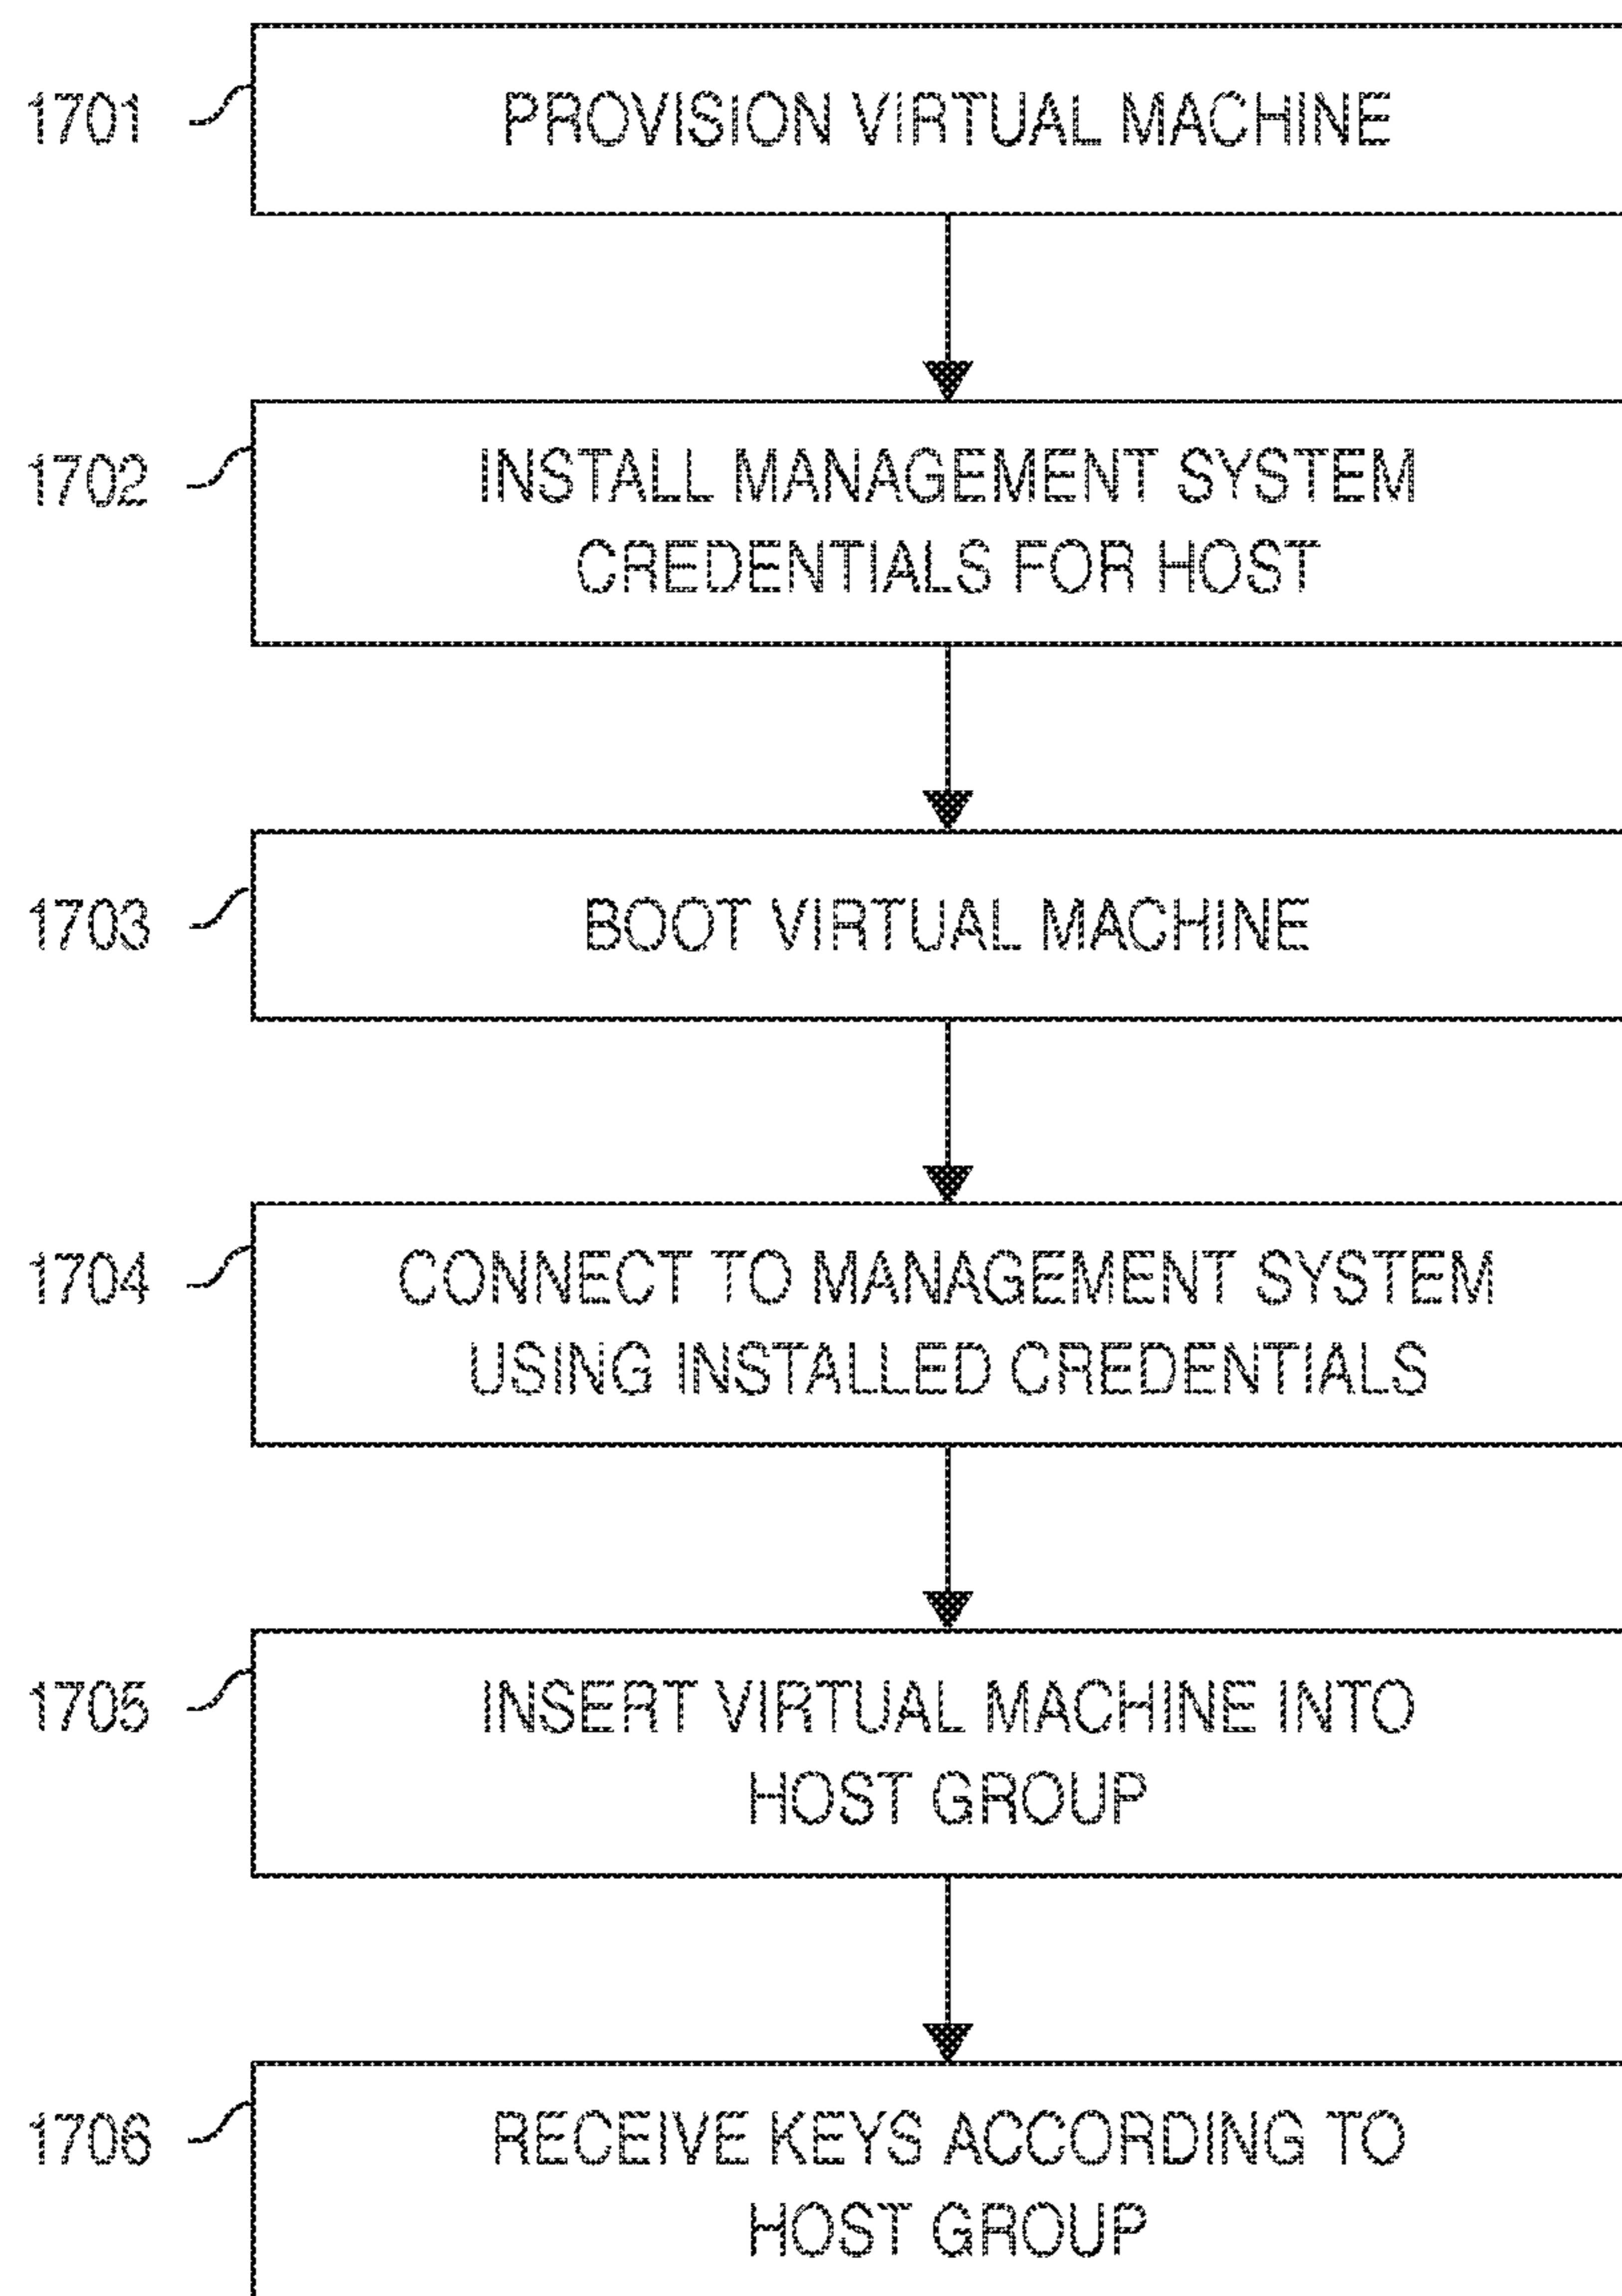 1701
PROVISION VIRTUAL MACHINE
1702
INSTALL MANAGEMENT SYSTEM
CREDENTIALS FOR HOST
1703
BOOT VIRTUAL MACHINE
1704
CONNECT TO MANAGEMENT SYSTEM
USING INSTALLED CREDENTIALS
1705
INSERT VIRTUAL MACHINE INTO
HOST GROUP
1706
RECEIVE KEYS ACCORDING TO
HOST GROUP